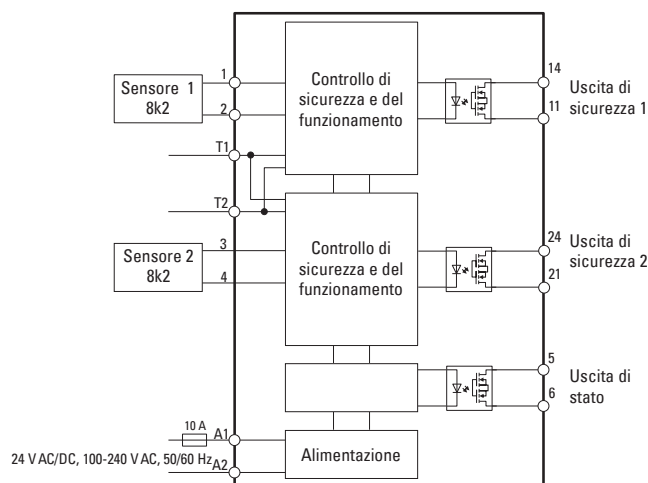 Sensore 1
8k2
1
2
T1
T2
Sensore 2
8k2
3
4
10 A
A1
24 V AC/DC, 100-240 V AC, 50/60 Hz
A2
Controllo di
sicurezza e del
funzionamento
Controllo di
sicurezza e del
funzionamento
Alimentazione
14
11
Uscita di
sicurezza 1
24
21
Uscita di
sicurezza 2
5
6
Uscita di
stato